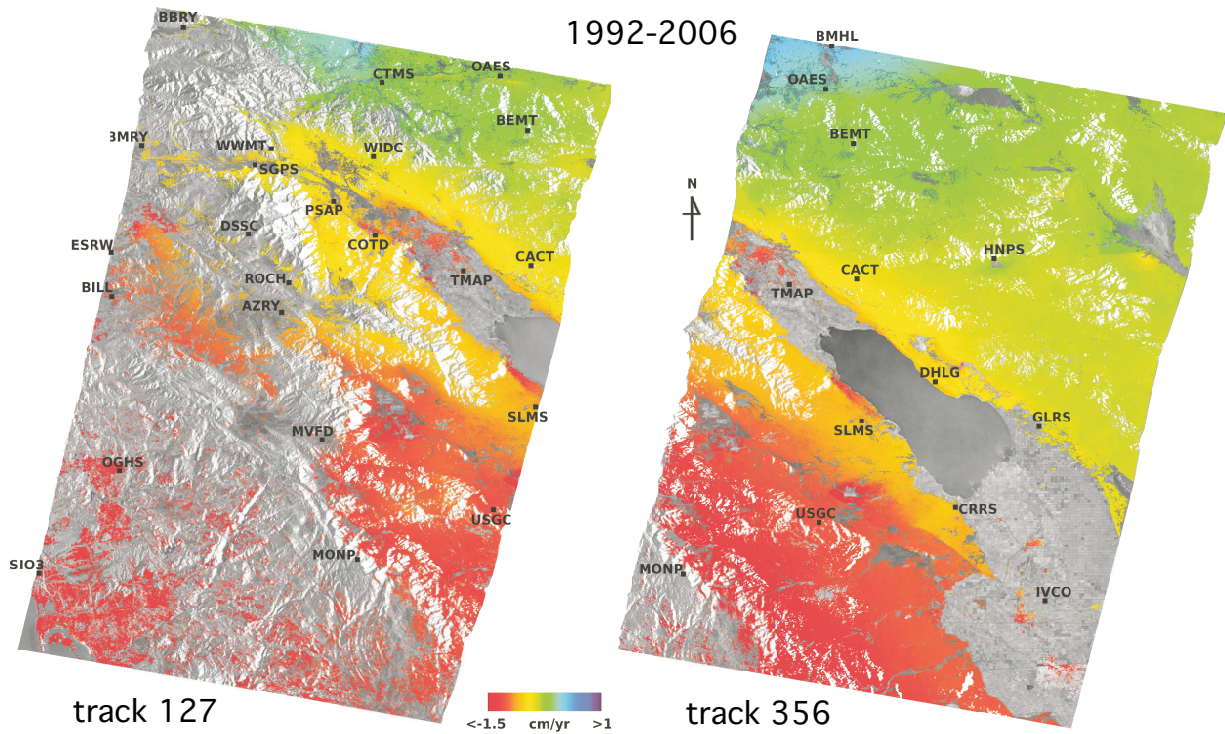 1992-2006
BBRY
CTMS
OAES
BEMT
BMRY
WWMT
SGPS
WIDC
PSAP
DSSC
COTD
ESRW
ROCH
TMAP
CACT
BILL
AZRY
SLMS
MVFD
OGHS
USGC
SIO3
MONP
track 127
BMHL
OAES
BEMT
N
HNPS
CACT
TMAP
DHLG
SLMS
GLRS
USGC
CRRS
MONP
IVCO
track 356
<-1.5 cm/yr >1